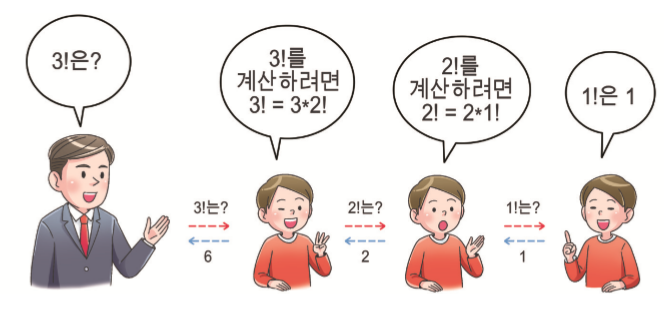 3!은?
3!를
계산하려면
3! = 3*2!
2!를
계산하려면
2! = 2*1!
1!은 1
3!는?
6
2!는?
2
1!는?
1